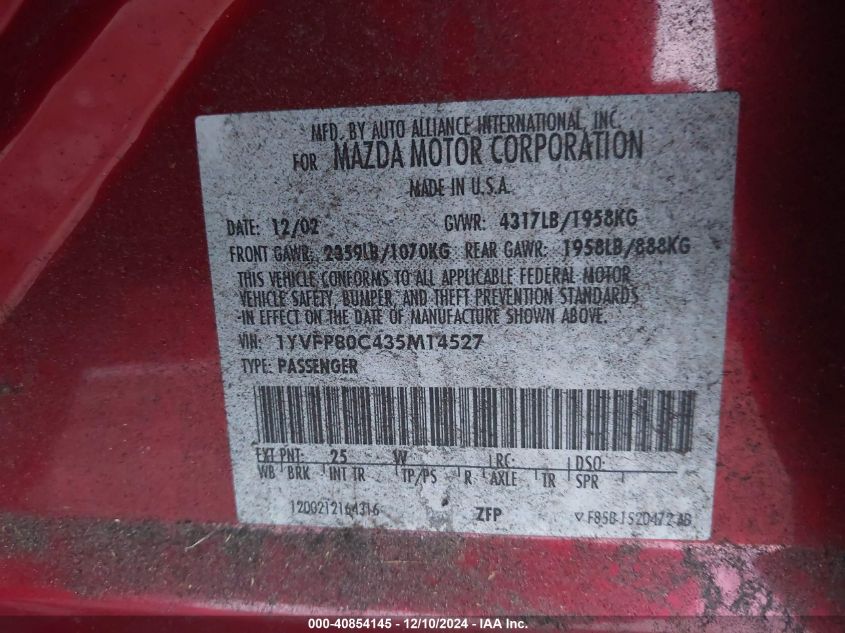 MFD. BY AUTO ALLIANCE INTERNATIONAL, INC.
FOR MAZDA MOTOR CORPORATION
MADE IN U.S.A.
DATE: 12/02 GVWR: 4317LB/1958KG
FRONT GAWR: 2359LB/1070KG REAR GAWR: 1958LB/888KG
THIS VEHICLE CONFORMS TO ALL APPLICABLE FEDERAL MOTOR
VEHICLE SAFETY, BUMPER, AND THEFT PREVENTION STANDARDS
IN EFFECT ON THE DATE OF MANUFACTURE SHOWN ABOVE.
VIN: 1YVFP80C435MT4527
TYPE: PASSENGER
EXT PNT: 25 W RC: DSO:
WB BRK INT TR TP/PS R AXLE TR SPR
1200212164316 ZFP
000-40854145 - 12/10/2024 - IAA Inc.